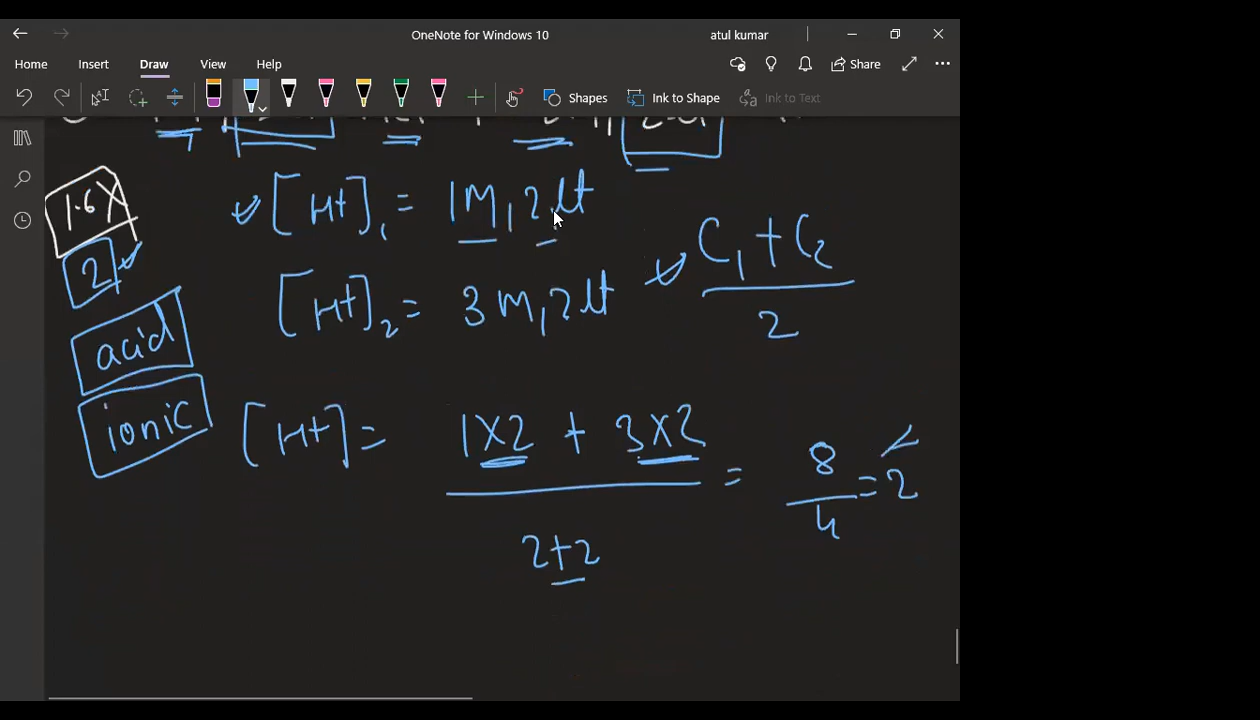 OneNote for Windows 10
atul kumar
Home Insert Draw View Help
Share
Shapes Ink to Shape Ink to Text
1.6X
2
acid
ionic
[H+]1 = 1M, 2lt
[H+]2 = 3M, 2lt
C1 + C2
2
[H+] = 1X2 + 3X2
2+2
= 8
4
= 2